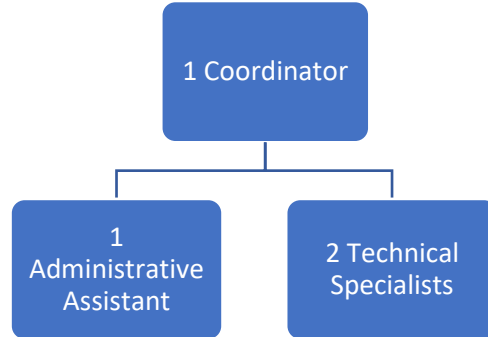 1 Coordinator
1
Administrative
Assistant
2 Technical
Specialists